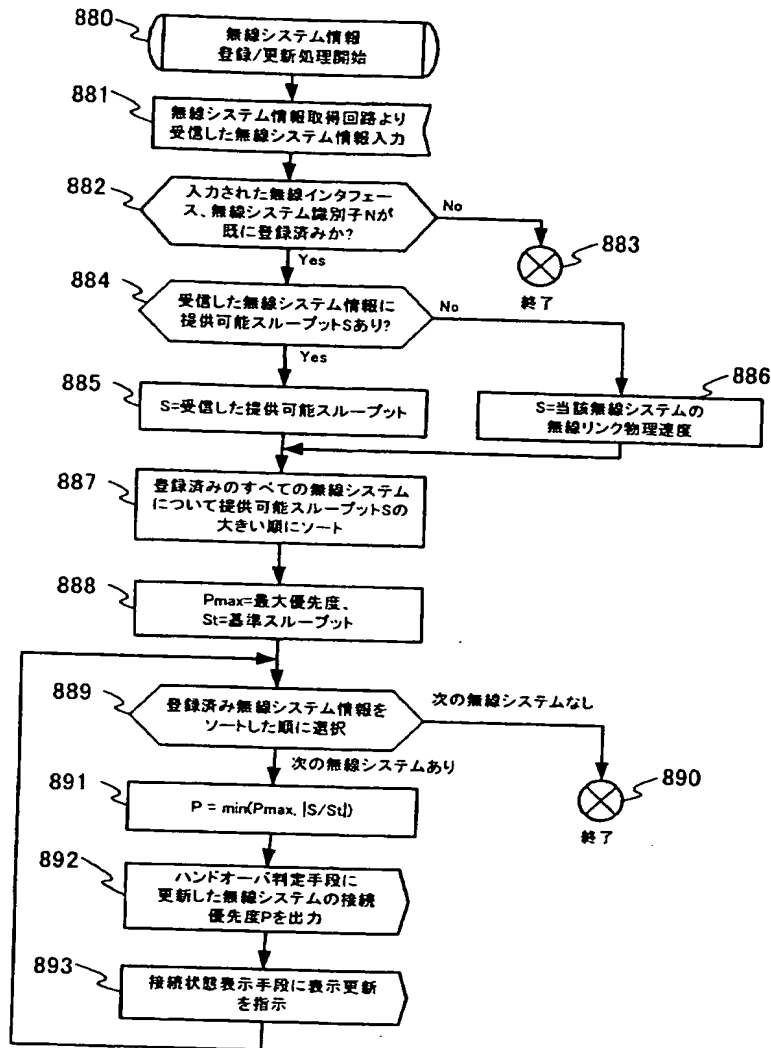 880
無線システム情報
登録/更新処理開始
881
無線システム情報取得回路より
受信した無線システム情報入力
882
入力された無線インタフェー
ス、無線システム識別子Nが
既に登録済みか?
No
883
終了
Yes
884
受信した無線システム情報に
提供可能スループットSあり?
No
Yes
885
S=受信した提供可能スループット
886
S=当該無線システムの
無線リンク物理速度
887
登録済みのすべての無線システム
について提供可能スループットSの
大きい順にソート
888
Pmax=最大優先度、
St=基準スループット
889
登録済み無線システム情報を
ソートした順に選択
次の無線システムなし
890
終了
次の無線システムあり
891
P = min(Pmax, |S/St|)
892
ハンドオーバ判定手段に
更新した無線システムの接続
優先度Pを出力
893
接続状態表示手段に表示更新
を指示